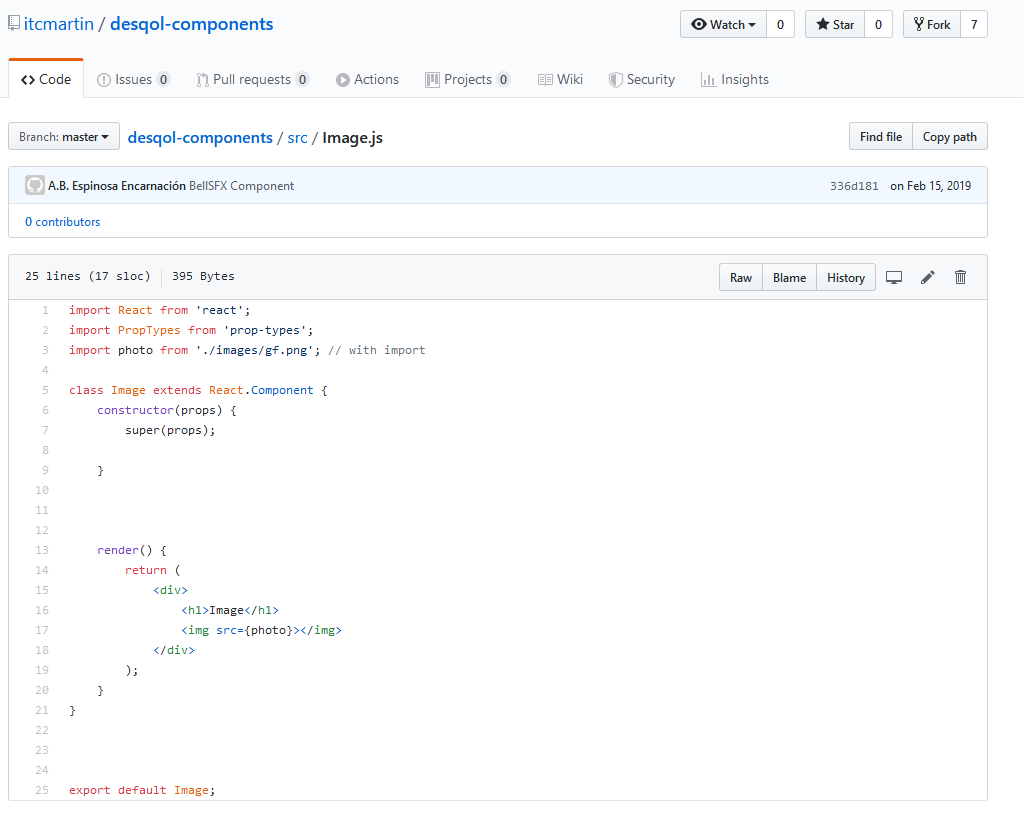 itcmartin / desqol-components Watch 0 Star 0 Fork 7
Code Issues 0 Pull requests 0 Actions Projects 0 Wiki Security Insights
Branch: master desqol-components / src / Image.js Find file Copy path
A.B. Espinosa Encarnación BellSFX Component 336d181 on Feb 15, 2019
0 contributors
25 lines (17 sloc) 395 Bytes Raw Blame History
1 import React from 'react';
2 import PropTypes from 'prop-types';
3 import photo from './images/gf.png'; // with import
4
5 class Image extends React.Component {
6     constructor(props) {
7         super(props);
8
9     }
10
11
12
13     render() {
14         return (
15             <div>
16                 <h1>Image</h1>
17                 <img src={photo}></img>
18             </div>
19         );
20     }
21 }
22
23
24
25 export default Image;